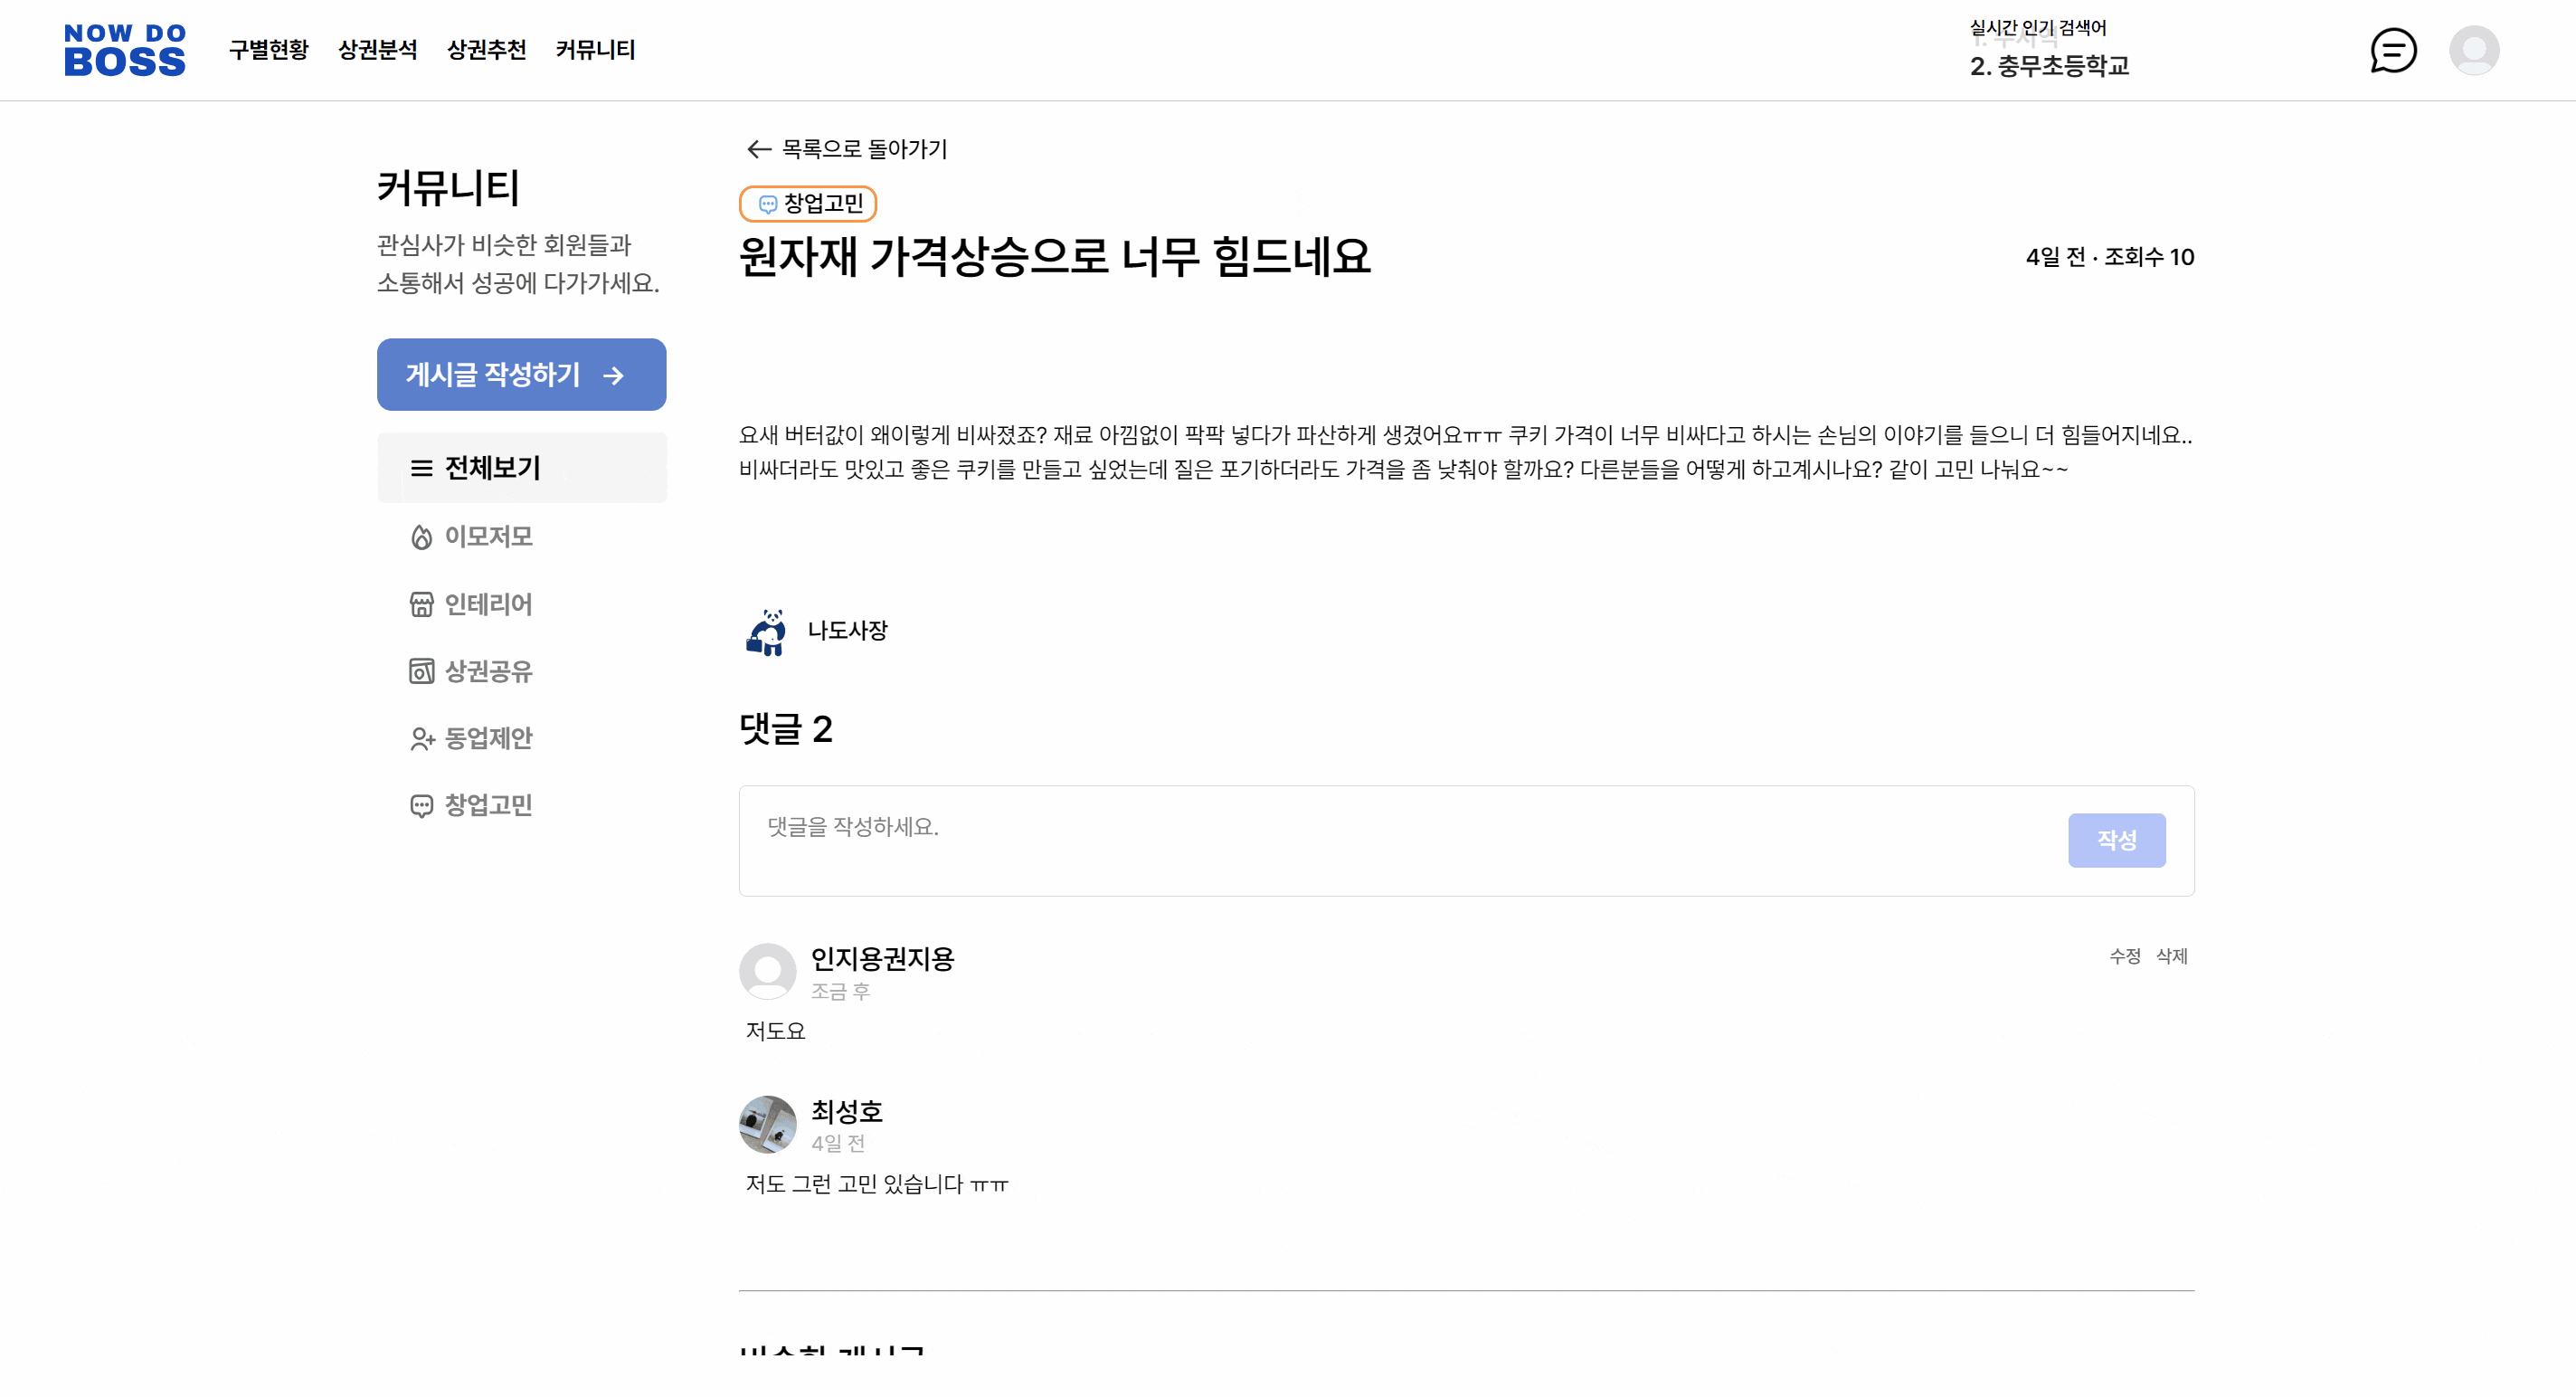 NOW DO
BOSS
구별현황 상권분석 상권추천 커뮤니티
실시간 인기 검색어
2. 충무초등학교
커뮤니티
관심사가 비슷한 회원들과
소통해서 성공에 다가가세요.
게시글 작성하기
전체보기
이모저모
인테리어
상권공유
동업제안
창업고민
목록으로 돌아가기
창업고민
원자재 가격상승으로 너무 힘드네요
4일 전 · 조회수 10
요새 버터값이 왜이렇게 비싸졌죠? 재료 아낌없이 팍팍 넣다가 파산하게 생겼어요ㅠㅠ 쿠키 가격이 너무 비싸다고 하시는 손님의 이야기를 들으니 더 힘들어지네요..
비싸더라도 맛있고 좋은 쿠키를 만들고 싶었는데 질은 포기하더라도 가격을 좀 낮춰야 할까요? 다른분들을 어떻게 하고계시나요? 같이 고민 나눠요~~
나도사장
댓글 2
댓글을 작성하세요.
작성
인지용권지용
수정 삭제
조금 후
저도요
최성호
4일 전
저도 그런 고민 있습니다 ㅠㅠ